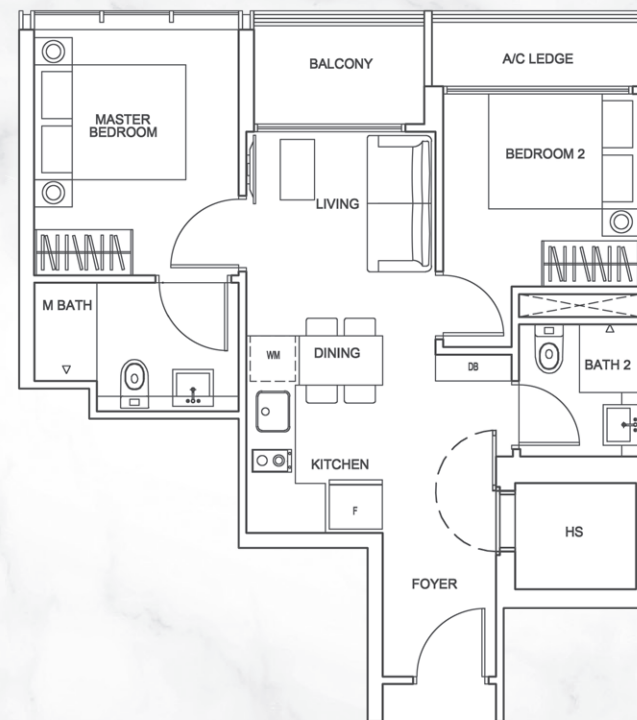 BALCONY
A/C LEDGE
MASTER
BEDROOM
BEDROOM 2
LIVING
M BATH
WM
DINING
DB
BATH 2
KITCHEN
F
HS
FOYER